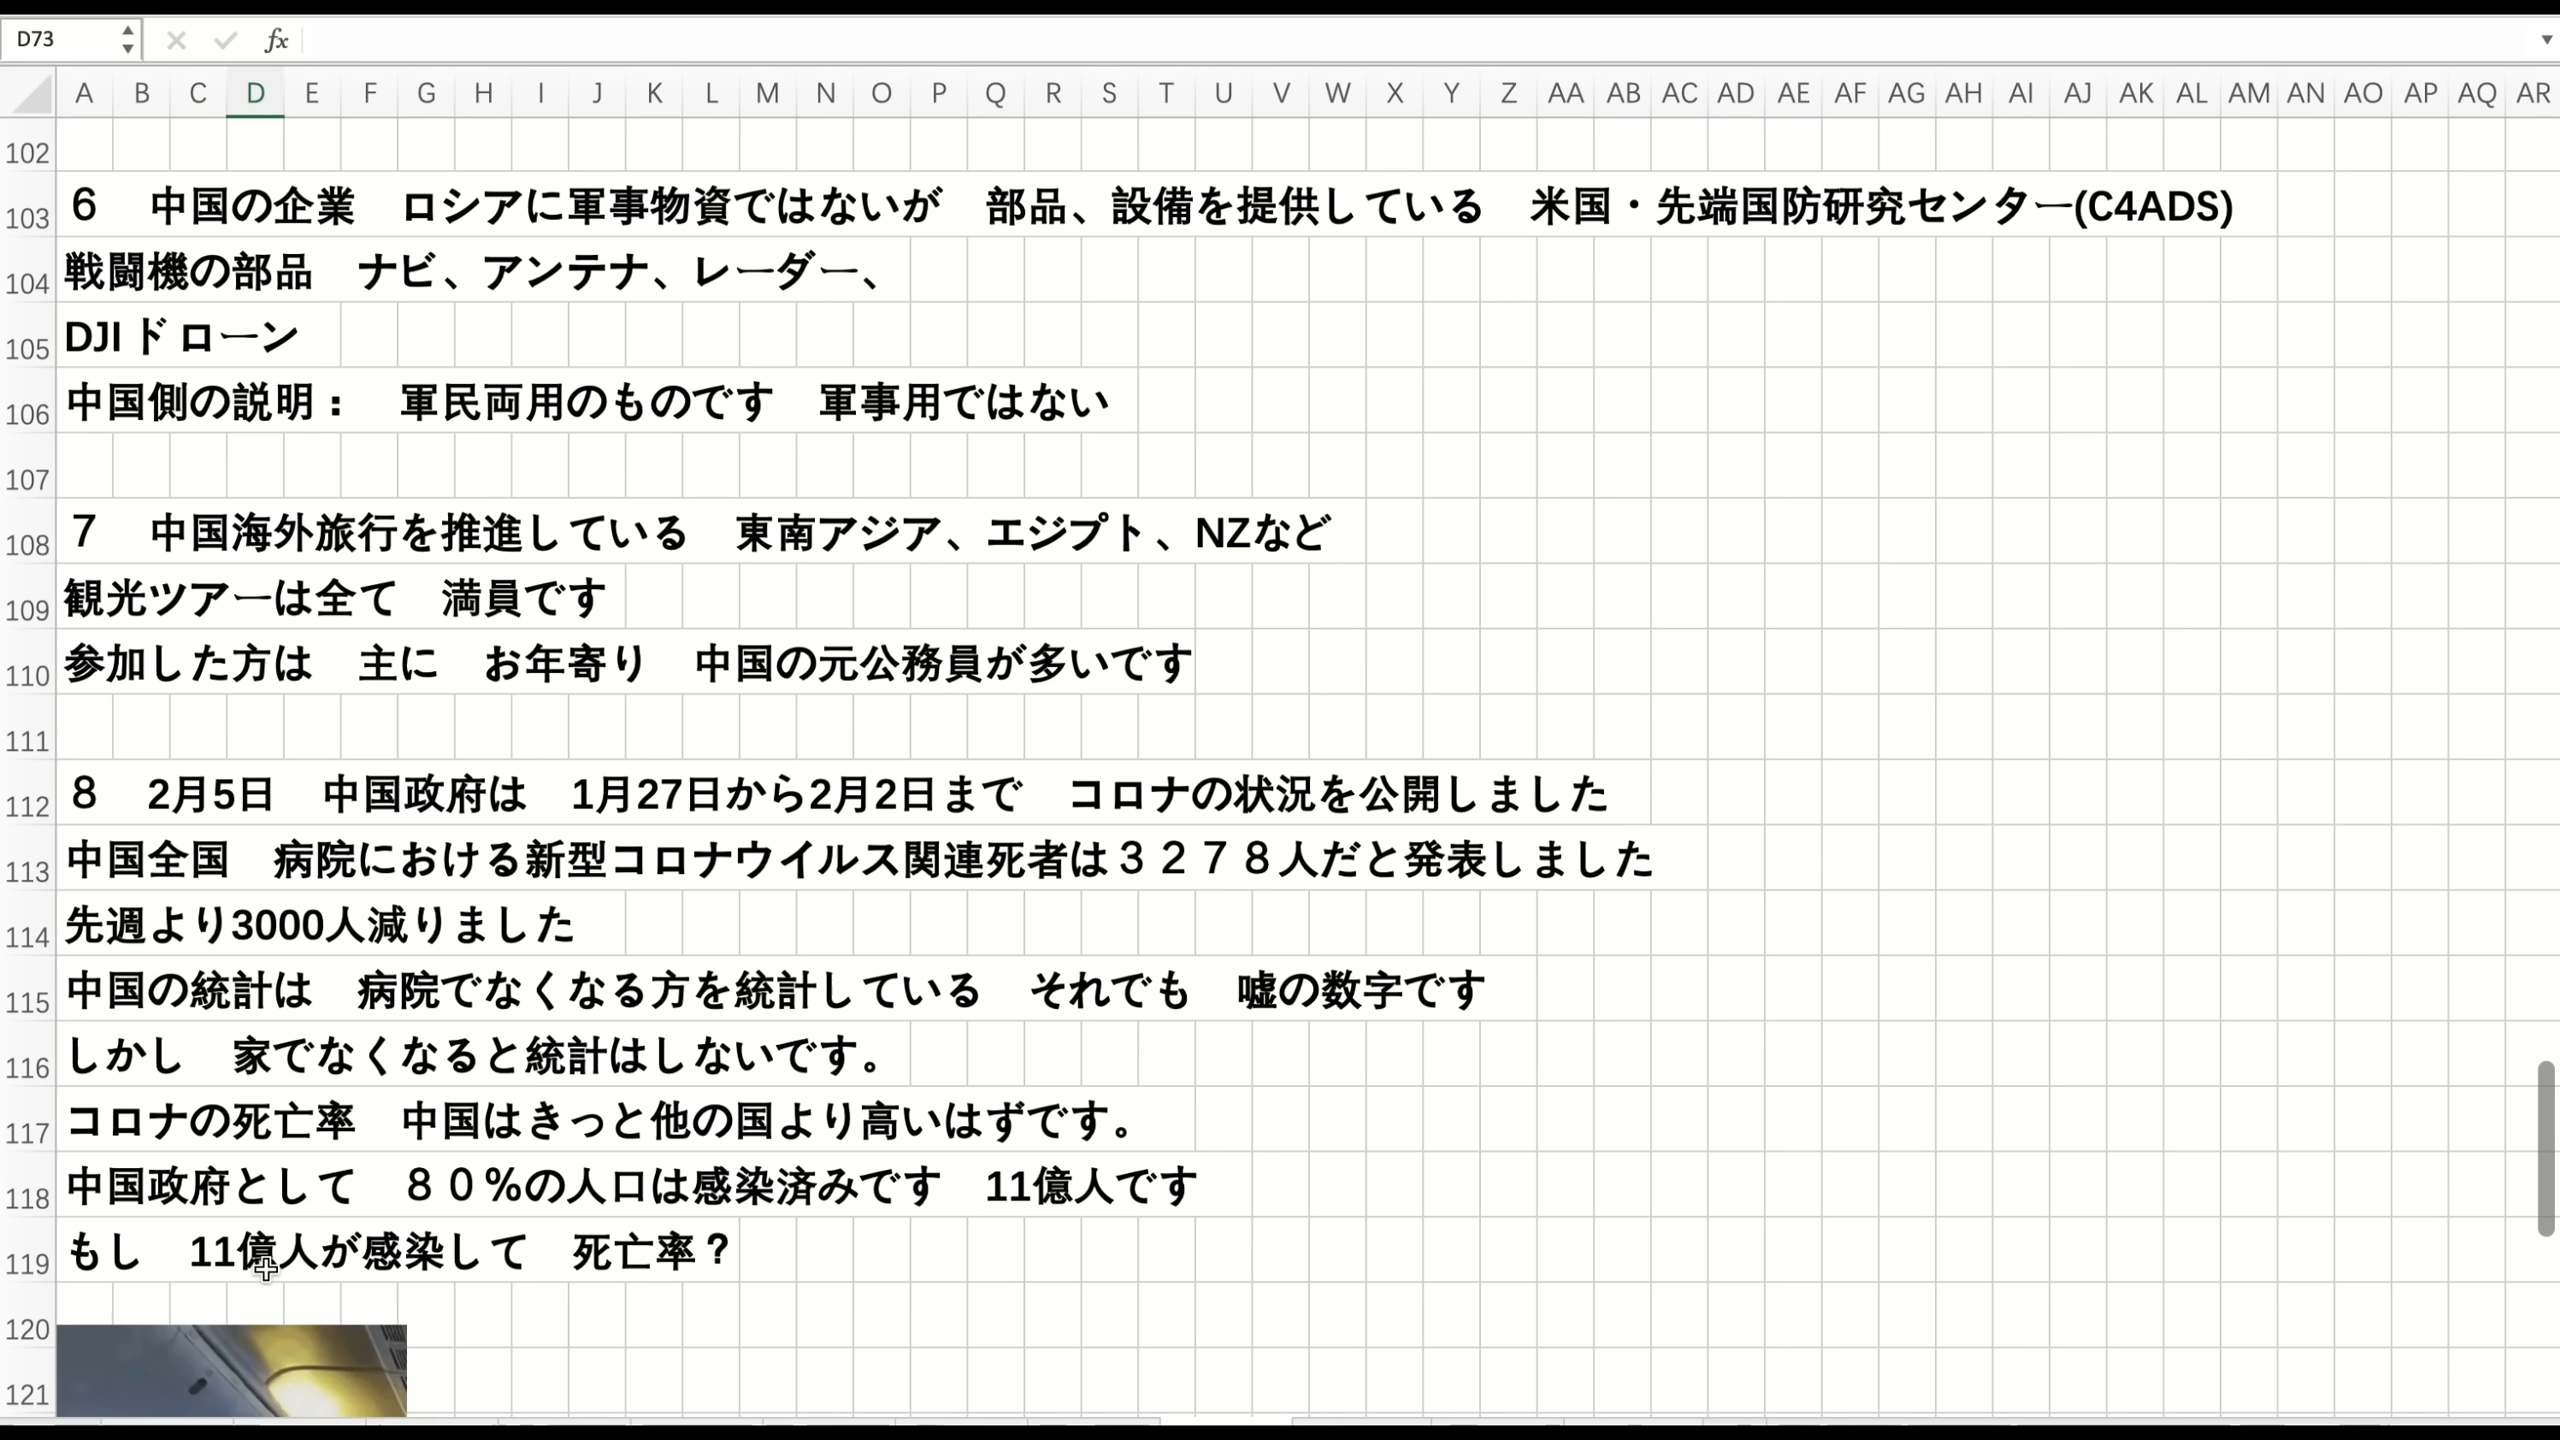 D73 fx
A B C D E F G H I J K L M N O P Q R S T U V W X Y Z AA AB AC AD AE AF AG AH AI AJ AK AL AM AN AO AP AQ AR
102
103 ６　中国の企業　ロシアに軍事物資ではないが　部品、設備を提供している　米国・先端国防研究センター(C4ADS)
104 戦闘機の部品　ナビ、アンテナ、レーダー、
105 DJIドローン
106 中国側の説明：　軍民両用のものです　軍事用ではない
107
108 ７　中国海外旅行を推進している　東南アジア、エジプト、NZなど
109 観光ツアーは全て　満員です
110 参加した方は　主に　お年寄り　中国の元公務員が多いです
111
112 ８　2月5日　中国政府は　1月27日から2月2日まで　コロナの状況を公開しました
113 中国全国　病院における新型コロナウイルス関連死者は３２７８人だと発表しました
114 先週より3000人減りました
115 中国の統計は　病院でなくなる方を統計している　それでも　嘘の数字です
116 しかし　家でなくなると統計はしないです。
117 コロナの死亡率　中国はきっと他の国より高いはずです。
118 中国政府として　８０％の人口は感染済みです　11億人です
119 もし　11億人が感染して　死亡率？
120
121